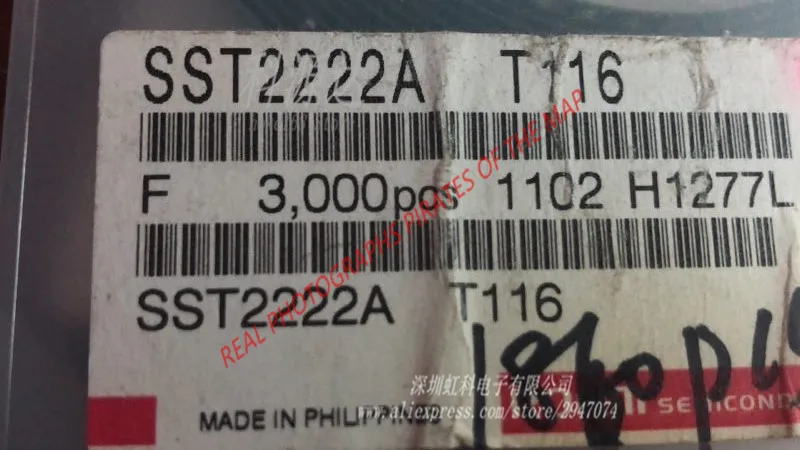 SST2222A T116
F 3,000pcs 1102 H1277L
SST2222A T116
REAL PHOTOGRAPHS PIRATES OF THE MAP
深圳虹科电子有限公司
www.aliexpress.com/store/2947074
MADE IN PHILIPPINES
SEMICOND